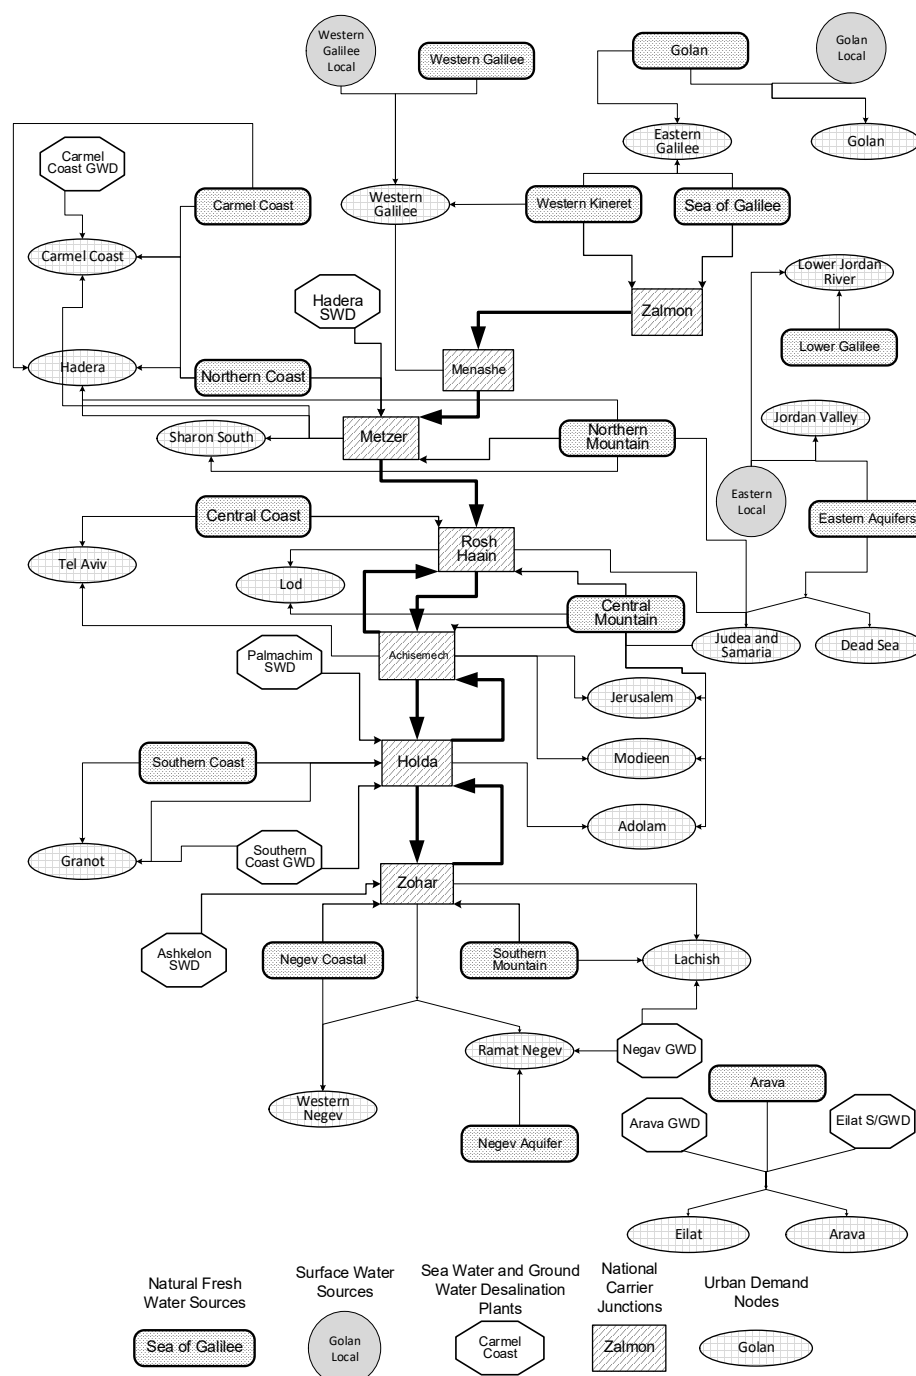 Western
Galilee
Local
Western Galilee
Golan
Golan
Local
Carmel
Coast GWD
Eastern
Galilee
Golan
Carmel Coast
Western
Galilee
Western Kineret
Sea of Galilee
Carmel Coast
Lower Jordan
River
Hadera
SWD
Zalmon
Lower Galilee
Hadera
Northern Coast
Menashe
Jordan Valley
Sharon South
Metzer
Northern
Mountain
Eastern
Local
Eastern Aquifers
Central Coast
Rosh
Haain
Tel Aviv
Lod
Central
Mountain
Palmachim
SWD
Achisemech
Judea and
Samaria
Dead Sea
Jerusalem
Southern Coast
Holda
Modieen
Granot
Southern
Coast GWD
Adolam
Zohar
Ashkelon
SWD
Negev Coastal
Southern
Mountain
Lachish
Ramat Negev
Negav GWD
Western
Negev
Arava
Negev Aquifer
Arava GWD
Eilat S/GWD
Eilat
Arava
Natural Fresh
Water Sources
Surface Water
Sources
Sea Water and Ground
Water Desalination
Plants
National
Carrier
Junctions
Urban Demand
Nodes
Sea of Galilee
Golan
Local
Carmel
Coast
Zalmon
Golan